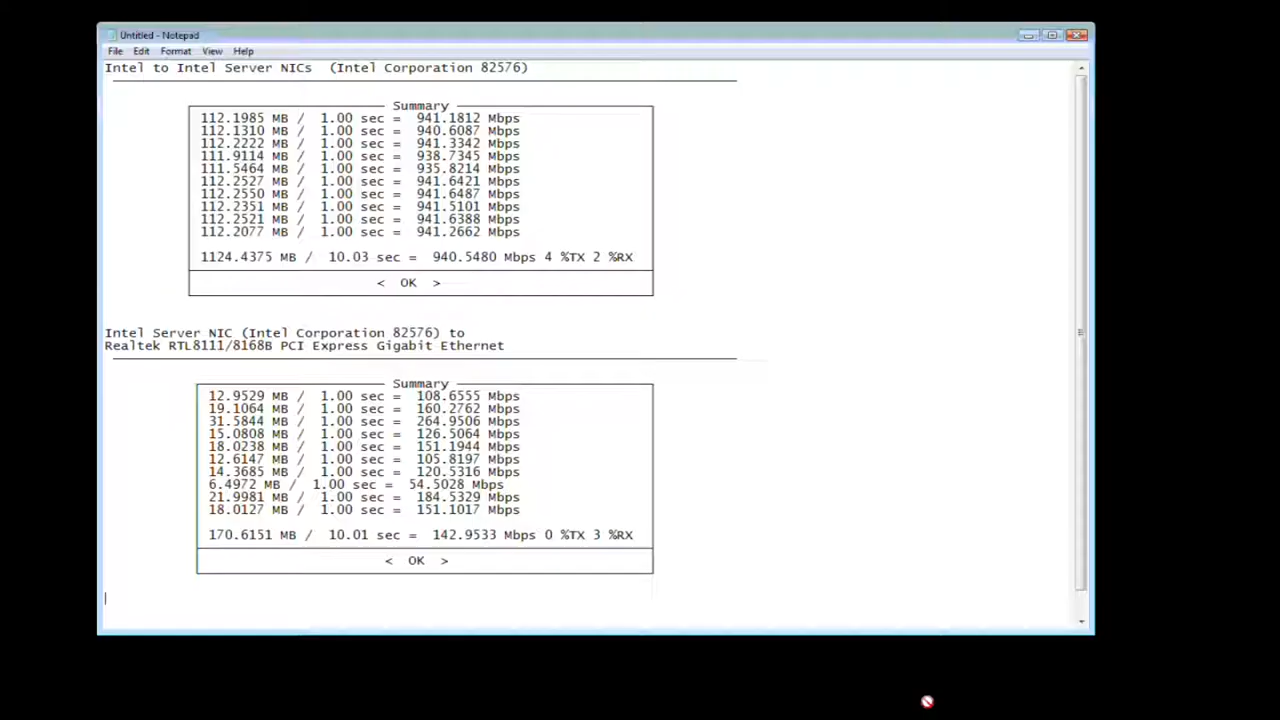 Untitled - Notepad
File Edit Format View Help
Intel to Intel Server NICs (Intel Corporation 82576)
Summary
112.1985 MB / 1.00 sec = 941.1812 Mbps
112.1310 MB / 1.00 sec = 940.6087 Mbps
112.2222 MB / 1.00 sec = 941.3342 Mbps
111.9114 MB / 1.00 sec = 938.7345 Mbps
111.5464 MB / 1.00 sec = 935.8214 Mbps
112.2527 MB / 1.00 sec = 941.6421 Mbps
112.2550 MB / 1.00 sec = 941.6487 Mbps
112.2351 MB / 1.00 sec = 941.5101 Mbps
112.2521 MB / 1.00 sec = 941.6388 Mbps
112.2077 MB / 1.00 sec = 941.2662 Mbps
1124.4375 MB / 10.03 sec = 940.5480 Mbps 4 %TX 2 %RX
< OK >
Intel Server NIC (Intel Corporation 82576) to
Realtek RTL8111/8168B PCI Express Gigabit Ethernet
Summary
12.9529 MB / 1.00 sec = 108.6555 Mbps
19.1064 MB / 1.00 sec = 160.2762 Mbps
31.5844 MB / 1.00 sec = 264.9506 Mbps
15.0808 MB / 1.00 sec = 126.5064 Mbps
18.0238 MB / 1.00 sec = 151.1944 Mbps
12.6147 MB / 1.00 sec = 105.8197 Mbps
14.3685 MB / 1.00 sec = 120.5316 Mbps
6.4972 MB / 1.00 sec = 54.5028 Mbps
21.9981 MB / 1.00 sec = 184.5329 Mbps
18.0127 MB / 1.00 sec = 151.1017 Mbps
170.6151 MB / 10.01 sec = 142.9533 Mbps 0 %TX 3 %RX
< OK >